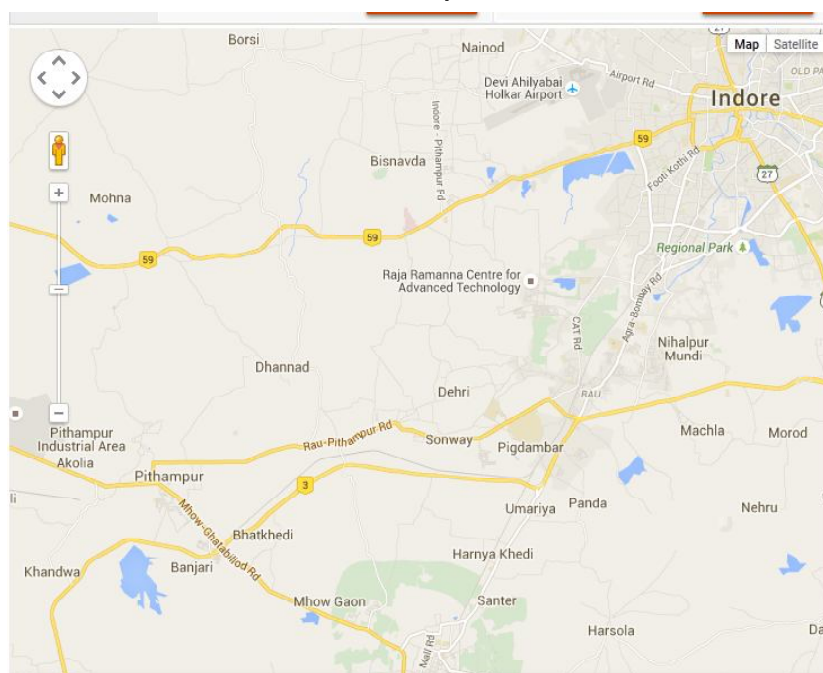 Borsi
Nainod
Map
Satellite
Devi Ahilyabai
Holkar Airport
Airport Rd
Indore
59
Indore - Pithampur Rd
Bisnavda
Footi Kothi Rd
27
Mohna
59
59
Regional Park
Raja Ramanna Centre for
Advanced Technology
Agra-Bombay Rd
CAT Rd
Nihalpur
Mundi
Dhannad
Dehri
RAU
Pithampur
Industrial Area
Akolia
Rau-Pithampur Rd
Sonway
Pigdambar
Machla
Morod
Pithampur
3
Mhow-Ghatabillod Rd
Umariya
Panda
Nehru
Bhatkhedi
Khandwa
Banjari
Harnya Khedi
Mhow Gaon
Santer
Mall Rd
Harsola